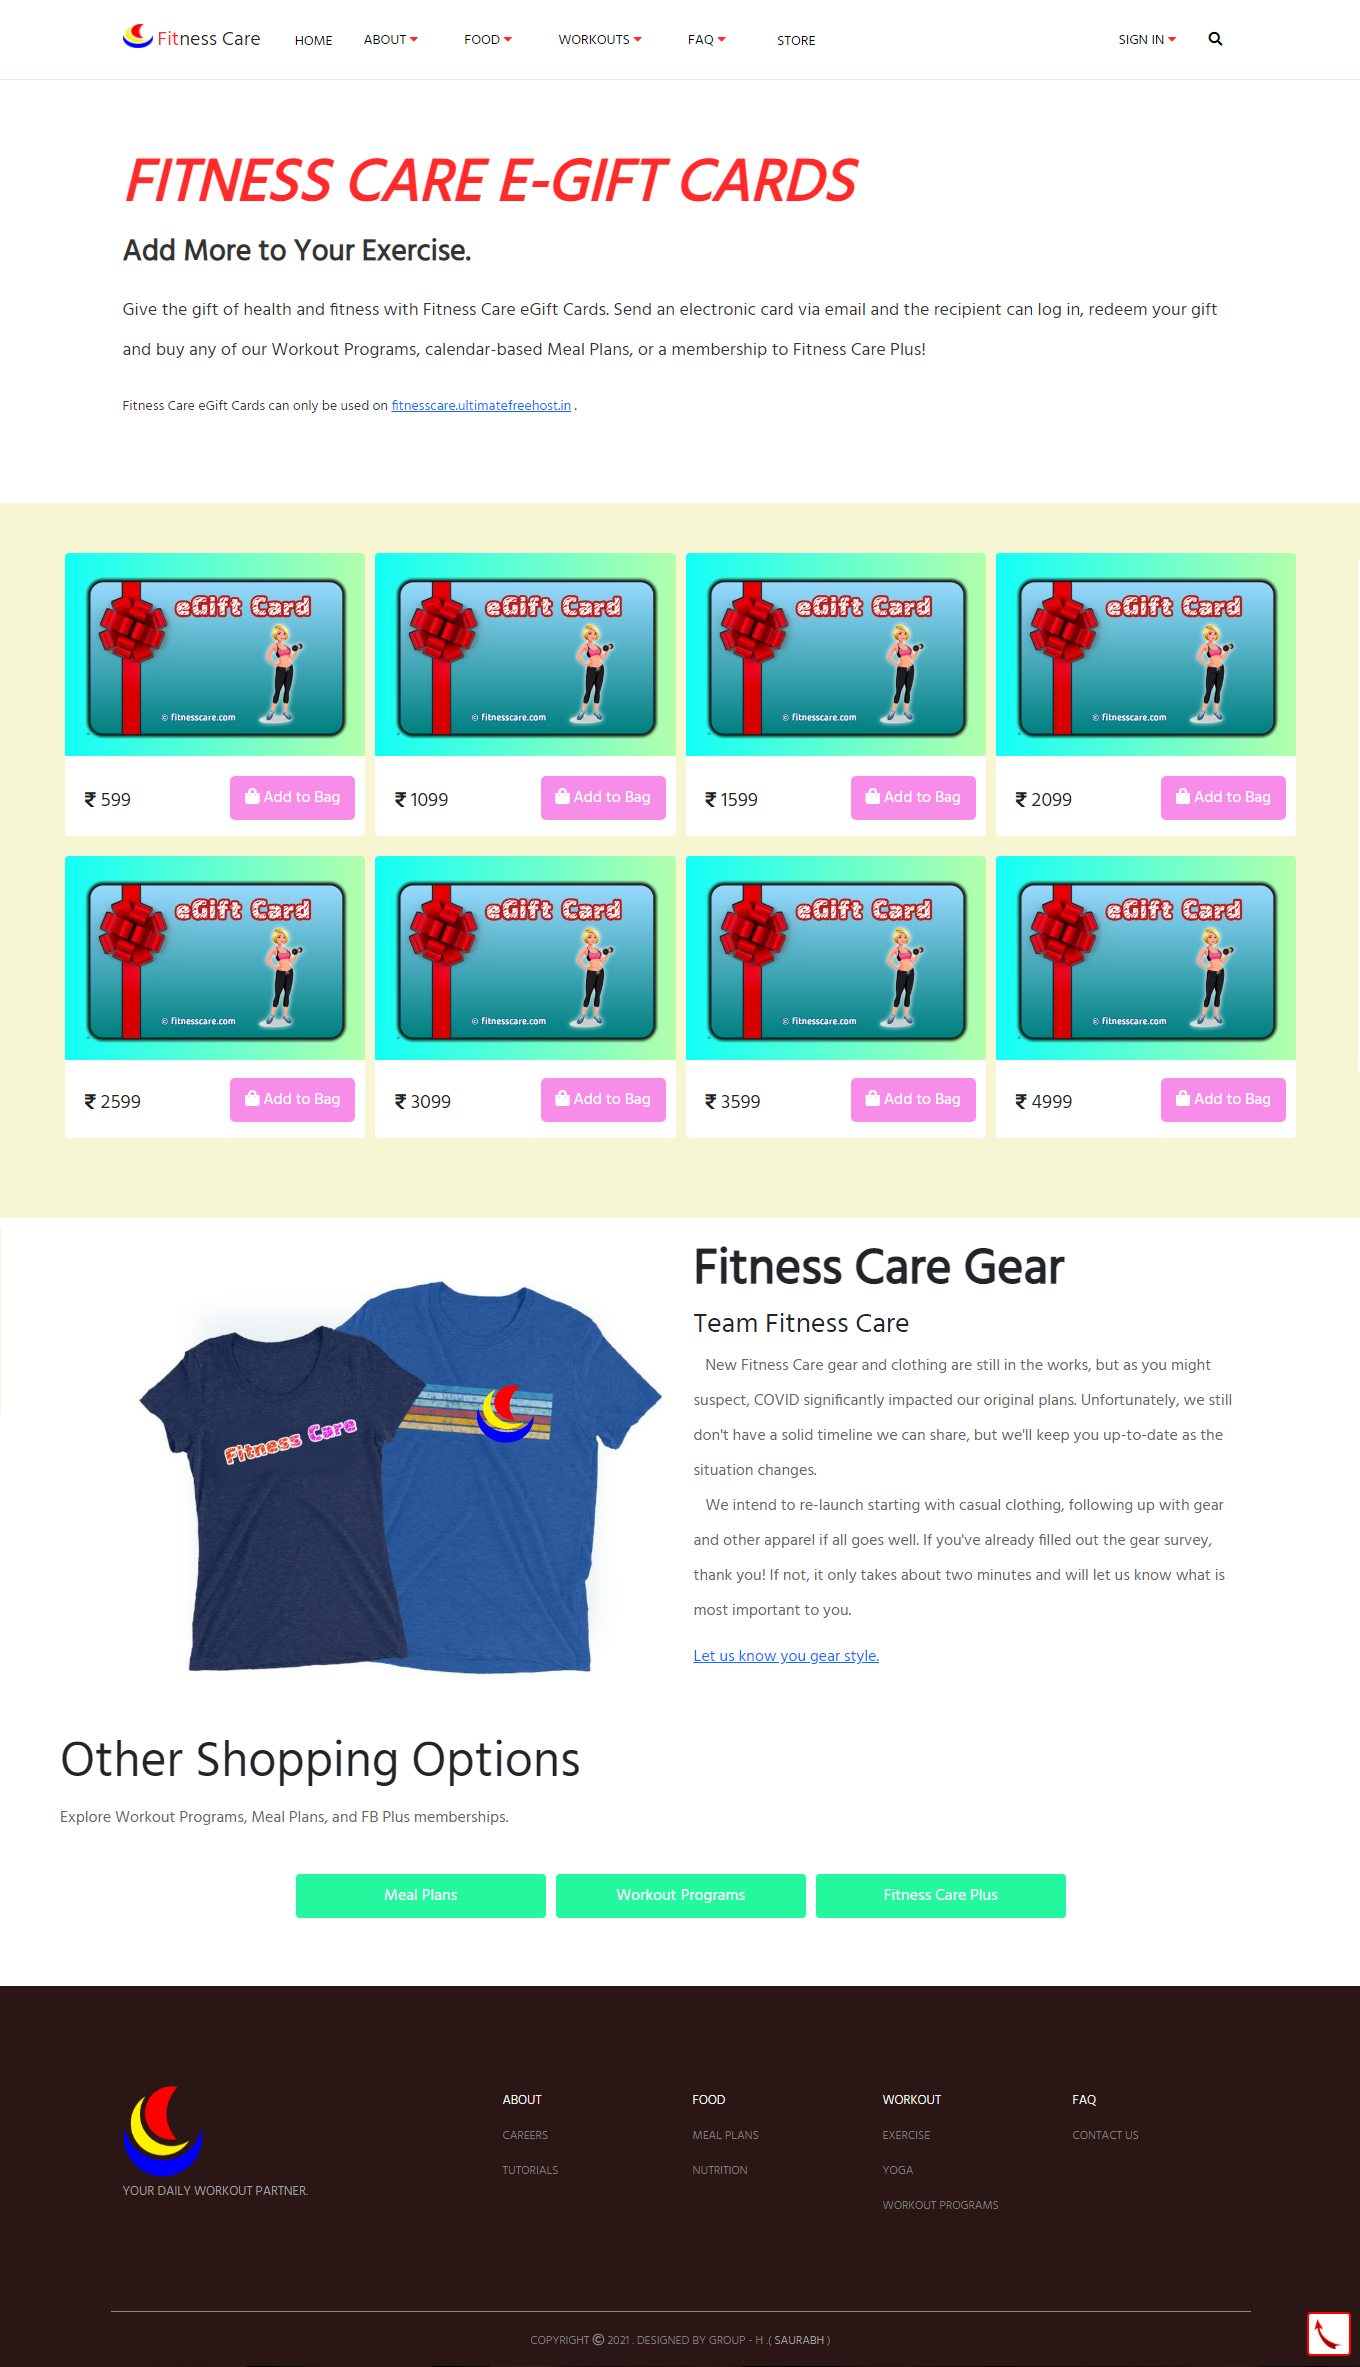 Fitness Care
HOME
ABOUT
FOOD
WORKOUTS
FAQ
STORE
SIGN IN
FITNESS CARE E-GIFT CARDS
Add More to Your Exercise.
Give the gift of health and fitness with Fitness Care eGift Cards. Send an electronic card via email and the recipient can log in, redeem your gift
and buy any of our Workout Programs, calendar-based Meal Plans, or a membership to Fitness Care Plus!
Fitness Care eGift Cards can only be used on fitnesscare.ultimatefreehost.in .
eGift Card
© fitnesscare.com
₹ 599
Add to Bag
eGift Card
© fitnesscare.com
₹ 1099
Add to Bag
eGift Card
© fitnesscare.com
₹ 1599
Add to Bag
eGift Card
© fitnesscare.com
₹ 2099
Add to Bag
eGift Card
© fitnesscare.com
₹ 2599
Add to Bag
eGift Card
© fitnesscare.com
₹ 3099
Add to Bag
eGift Card
© fitnesscare.com
₹ 3599
Add to Bag
eGift Card
© fitnesscare.com
₹ 4999
Add to Bag
Fitness Care
Fitness Care Gear
Team Fitness Care
New Fitness Care gear and clothing are still in the works, but as you might
suspect, COVID significantly impacted our original plans. Unfortunately, we still
don't have a solid timeline we can share, but we'll keep you up-to-date as the
situation changes.
We intend to re-launch starting with casual clothing, following up with gear
and other apparel if all goes well. If you've already filled out the gear survey,
thank you! If not, it only takes about two minutes and will let us know what is
most important to you.
Let us know you gear style.
Other Shopping Options
Explore Workout Programs, Meal Plans, and FB Plus memberships.
Meal Plans
Workout Programs
Fitness Care Plus
YOUR DAILY WORKOUT PARTNER.
ABOUT
CAREERS
TUTORIALS
FOOD
MEAL PLANS
NUTRITION
WORKOUT
EXERCISE
YOGA
WORKOUT PROGRAMS
FAQ
CONTACT US
COPYRIGHT © 2021 . DESIGNED BY GROUP - H .( SAURABH )